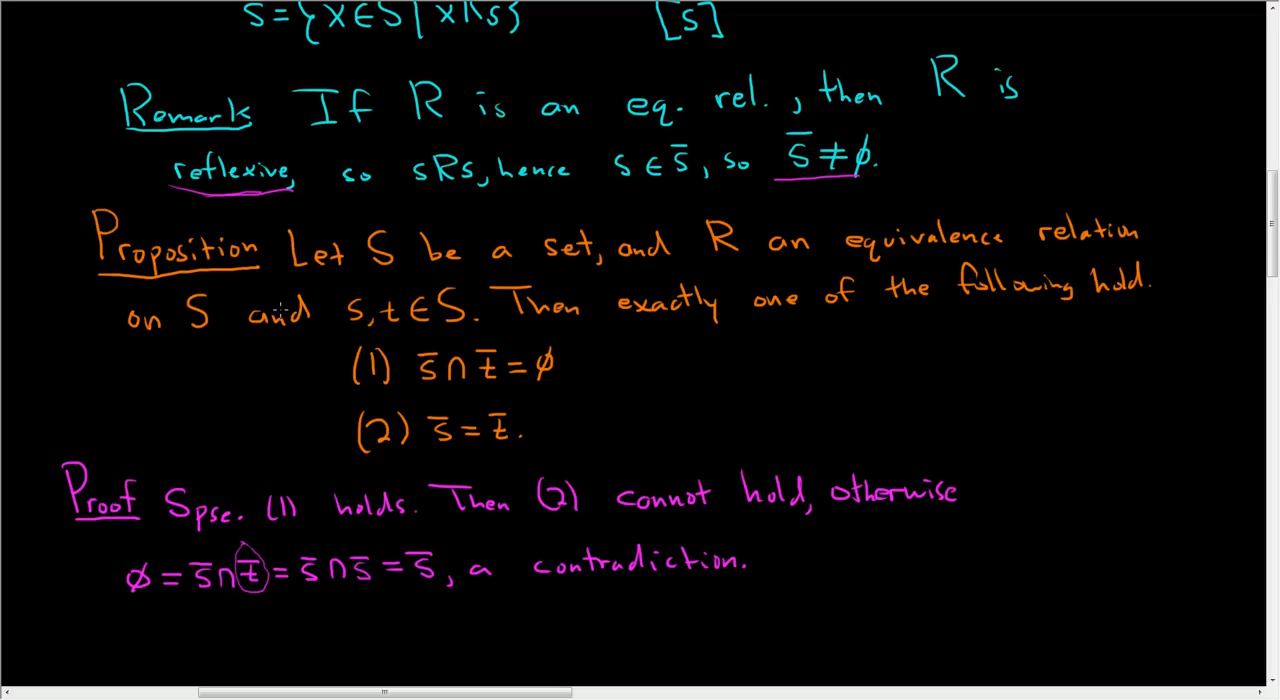 s̄ = {x ∈ S | xRs} [s]
Remark If R is an eq. rel., then R is
reflexive, so sRs, hence s ∈ s̄, so s̄ ≠ ϕ.
Proposition Let S be a set, and R an equivalence relation
on S and s, t ∈ S. Then exactly one of the following hold.
(1) s̄ ∩ t̄ = ϕ
(2) s̄ = t̄.
Proof Spse. (1) holds. Then (2) cannot hold, otherwise
ϕ = s̄ ∩ t̄ = s̄ ∩ s̄ = s̄, a contradiction.